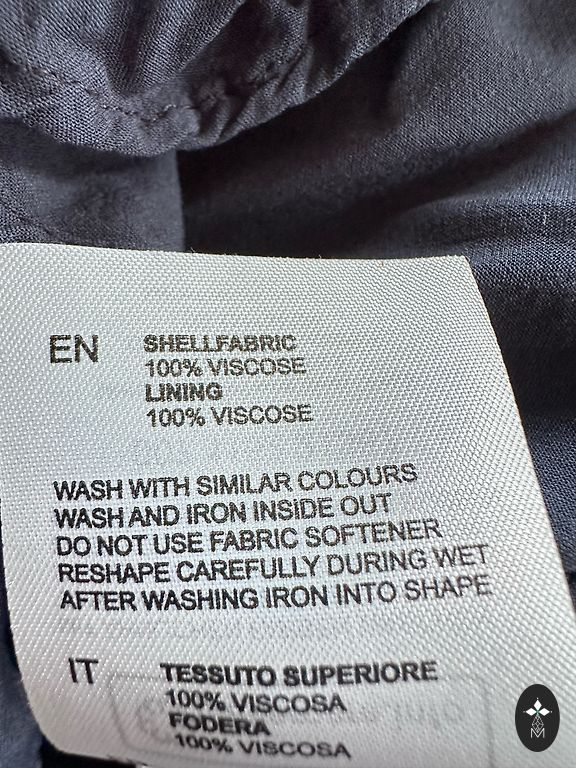 EN
SHELLFABRIC
100% VISCOSE
LINING
100% VISCOSE
WASH WITH SIMILAR COLOURS
WASH AND IRON INSIDE OUT
DO NOT USE FABRIC SOFTENER
RESHAPE CAREFULLY DURING WET
AFTER WASHING IRON INTO SHAPE
IT
TESSUTO SUPERIORE
100% VISCOSA
FODERA
100% VISCOSA
M